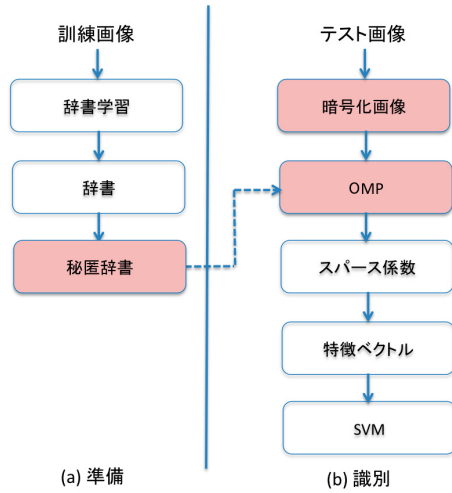 訓練画像
辞書学習
辞書
秘匿辞書
(a) 準備
テスト画像
暗号化画像
OMP
スパース係数
特徴ベクトル
SVM
(b) 識別